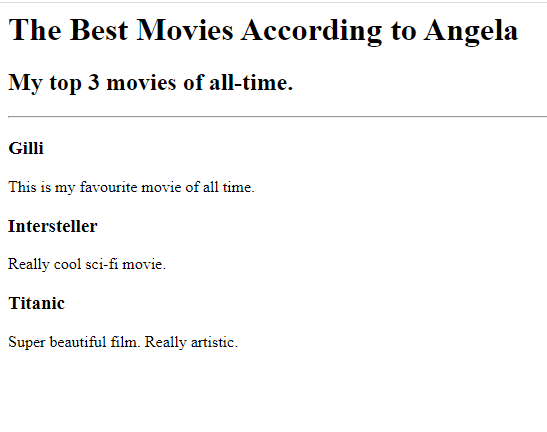 The Best Movies According to Angela
My top 3 movies of all-time.
Gilli
This is my favourite movie of all time.
Intersteller
Really cool sci-fi movie.
Titanic
Super beautiful film. Really artistic.